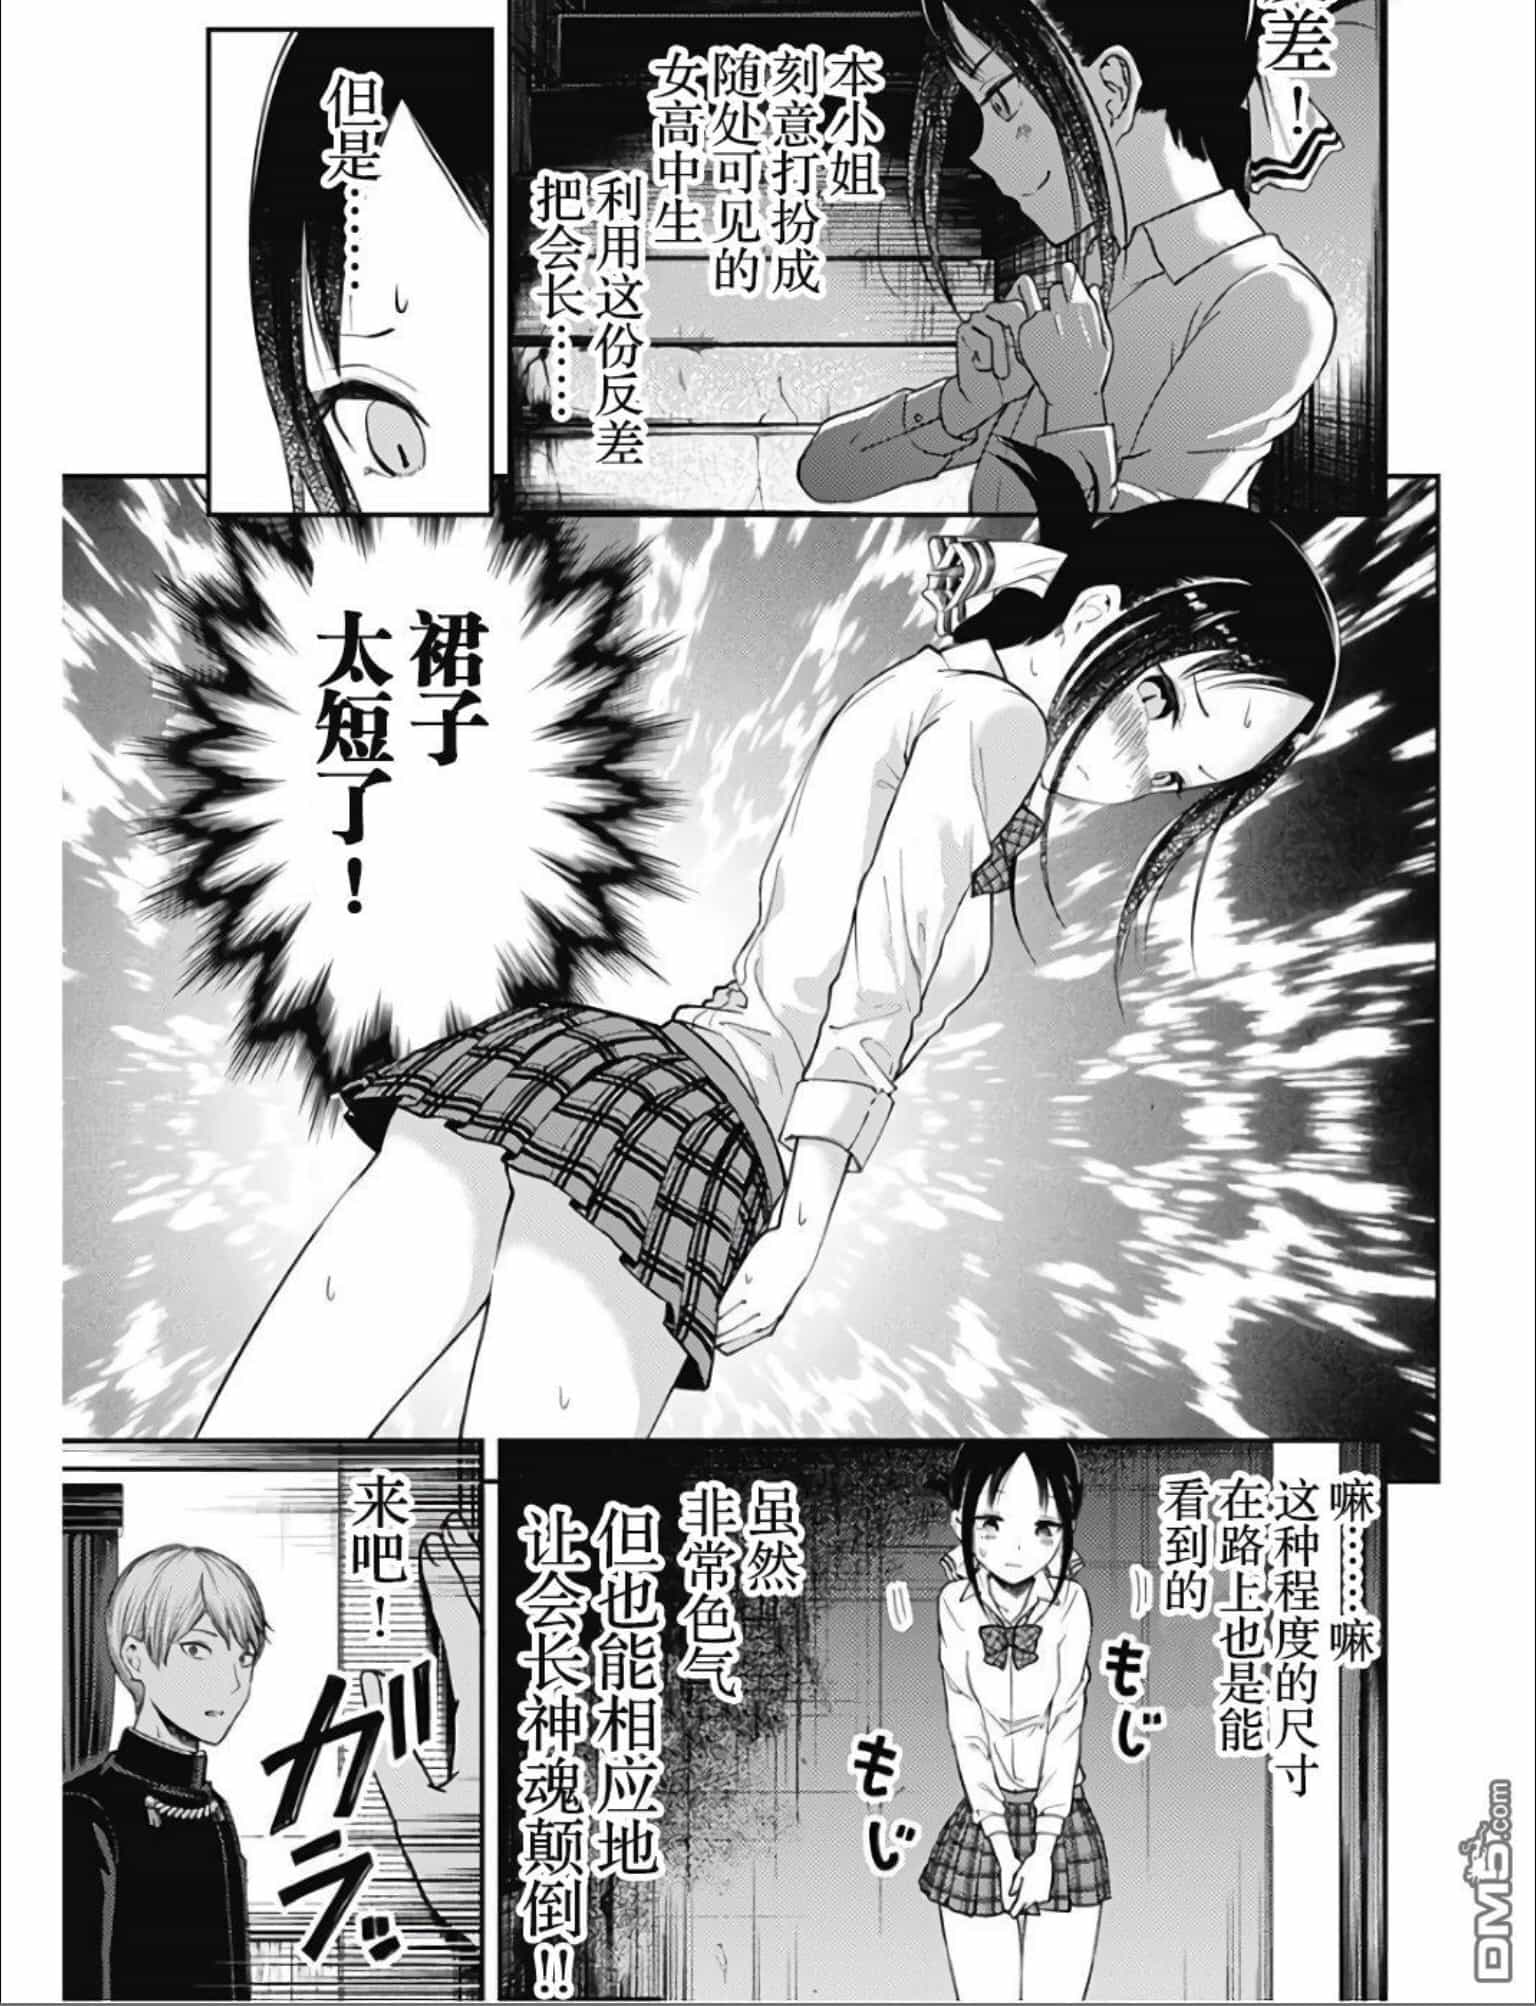 差！
本小姐
刻意打扮成
随处可见的
女高中生
利用这份反差
把会长……
但是……
裙子
太短了！
嘛……嘛
这种程度的尺寸
在路上也是能
看到的
もじ
もじ
虽然
非常色气
但也能相应地
让会长神魂颠倒！！
来吧！
ガラッ
DM5.com